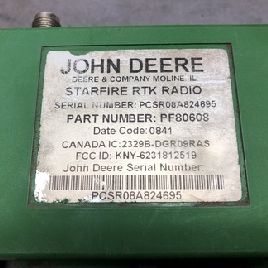 JOHN DEERE
DEERE & COMPANY MOLINE, IL
STARFIRE RTK RADIO
SERIAL NUMBER: PCSR08A824695
PART NUMBER: PF80608
Date Code: 0841
CANADA IC: 2329B-DGR09RAS
FCC ID: KNY-6231812519
John Deere Serial Number
PCSR08A824695